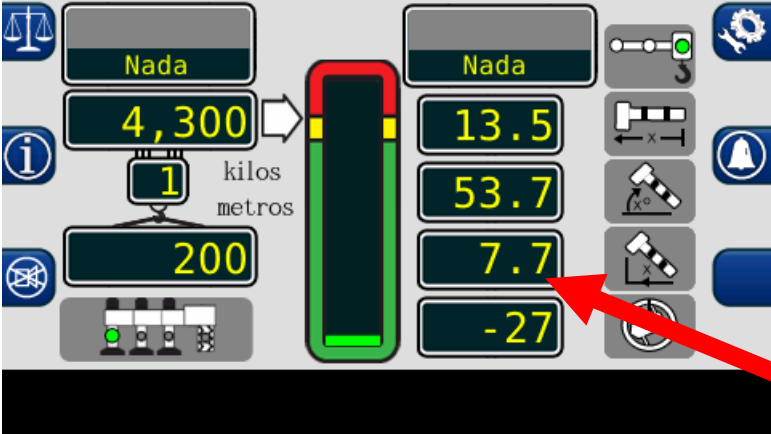 Nada
4,300
1
kilos
metros
200
Nada
13.5
53.7
7.7
-27
x
x°
x